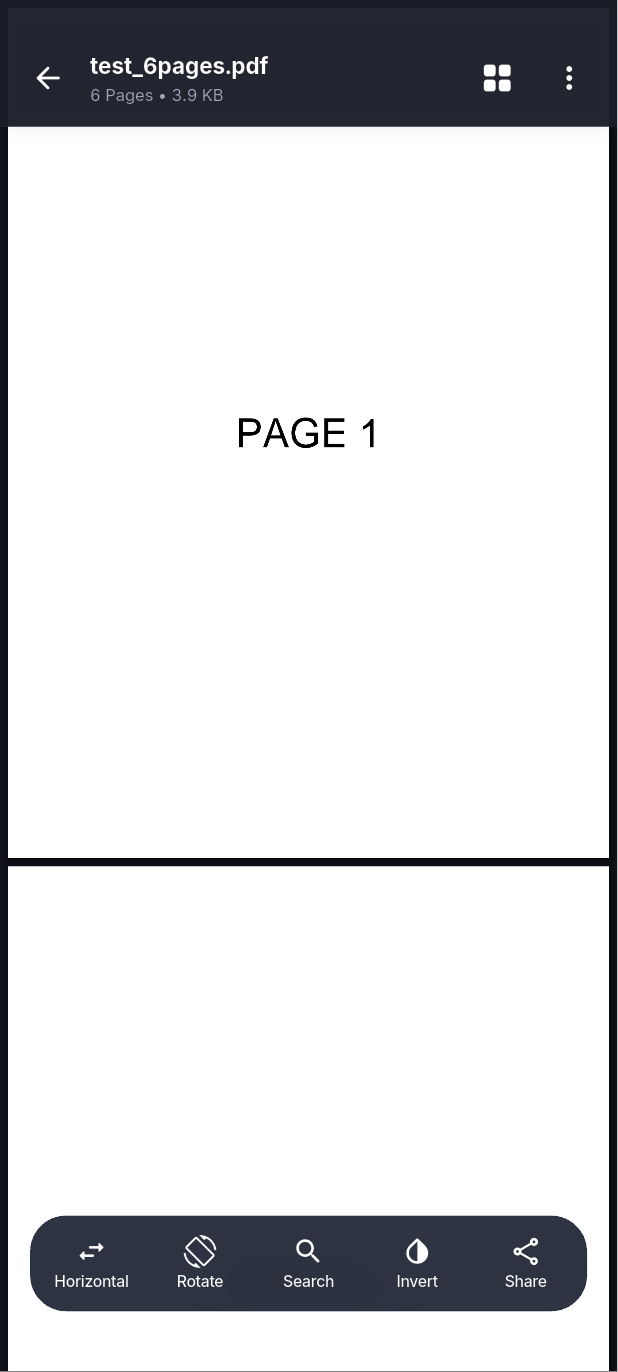 test_6pages.pdf
6 Pages • 3.9 KB
PAGE 1
Horizontal
Rotate
Search
Invert
Share